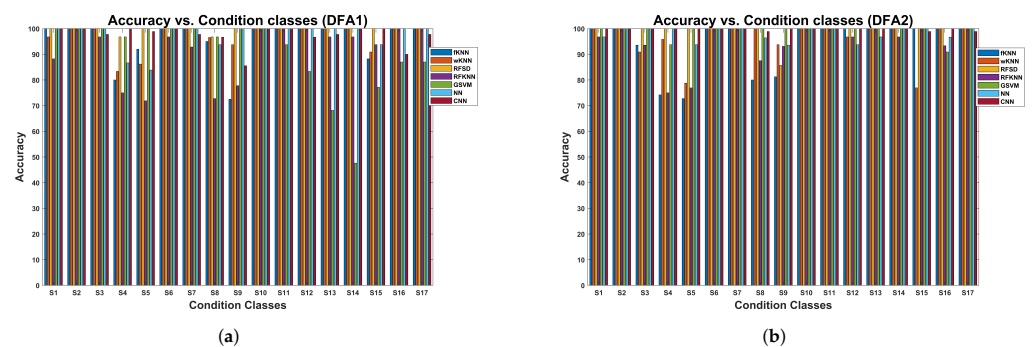 Accuracy vs. Condition classes (DFA1)
100
90
80
70
60
50
40
30
20
10
0
Accuracy
S1 S2 S3 S4 S5 S6 S7 S8 S9 S10 S11 S12 S13 S14 S15 S16 S17
Condition Classes
fKNN
wKNN
RFSD
RFKNN
GSVM
NN
CNN
(a)
Accuracy vs. Condition classes (DFA2)
100
90
80
70
60
50
40
30
20
10
0
Accuracy
S1 S2 S3 S4 S5 S6 S7 S8 S9 S10 S11 S12 S13 S14 S15 S16 S17
Condition Classes
fKNN
wKNN
RFSD
RFKNN
GSVM
NN
CNN
(b)